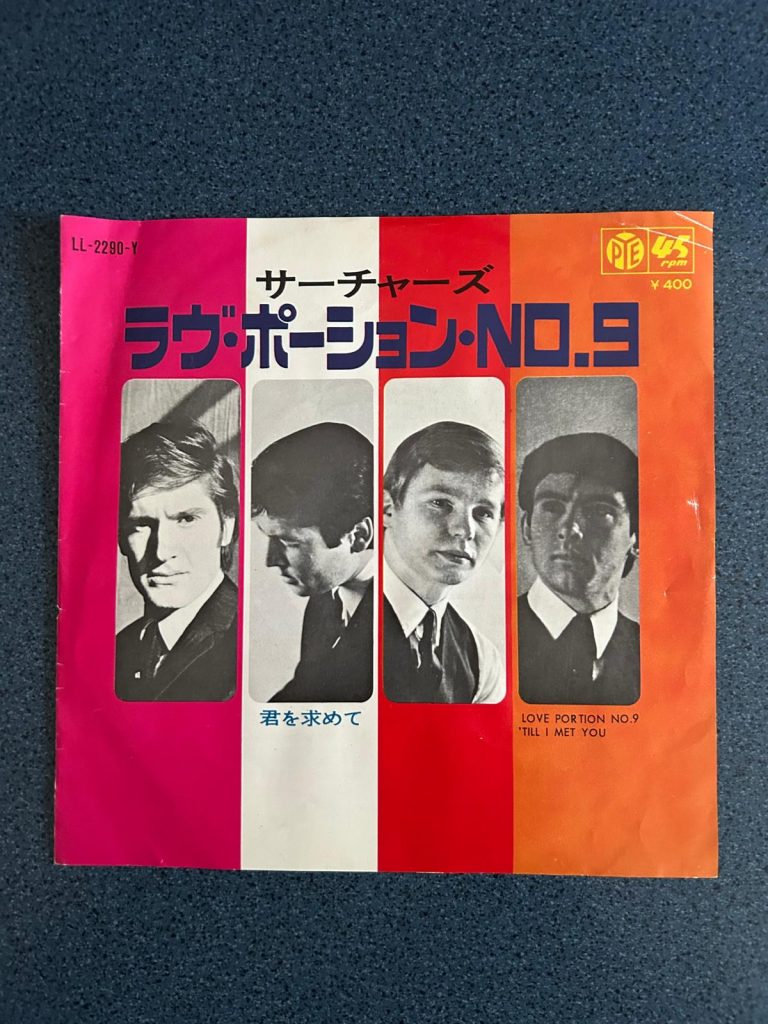 LL-2290-Y
PYE 45 rpm
¥400
サーチャーズ
ラヴ・ポーション・NO.9
君を求めて
LOVE PORTION NO.9
'TILL I MET YOU